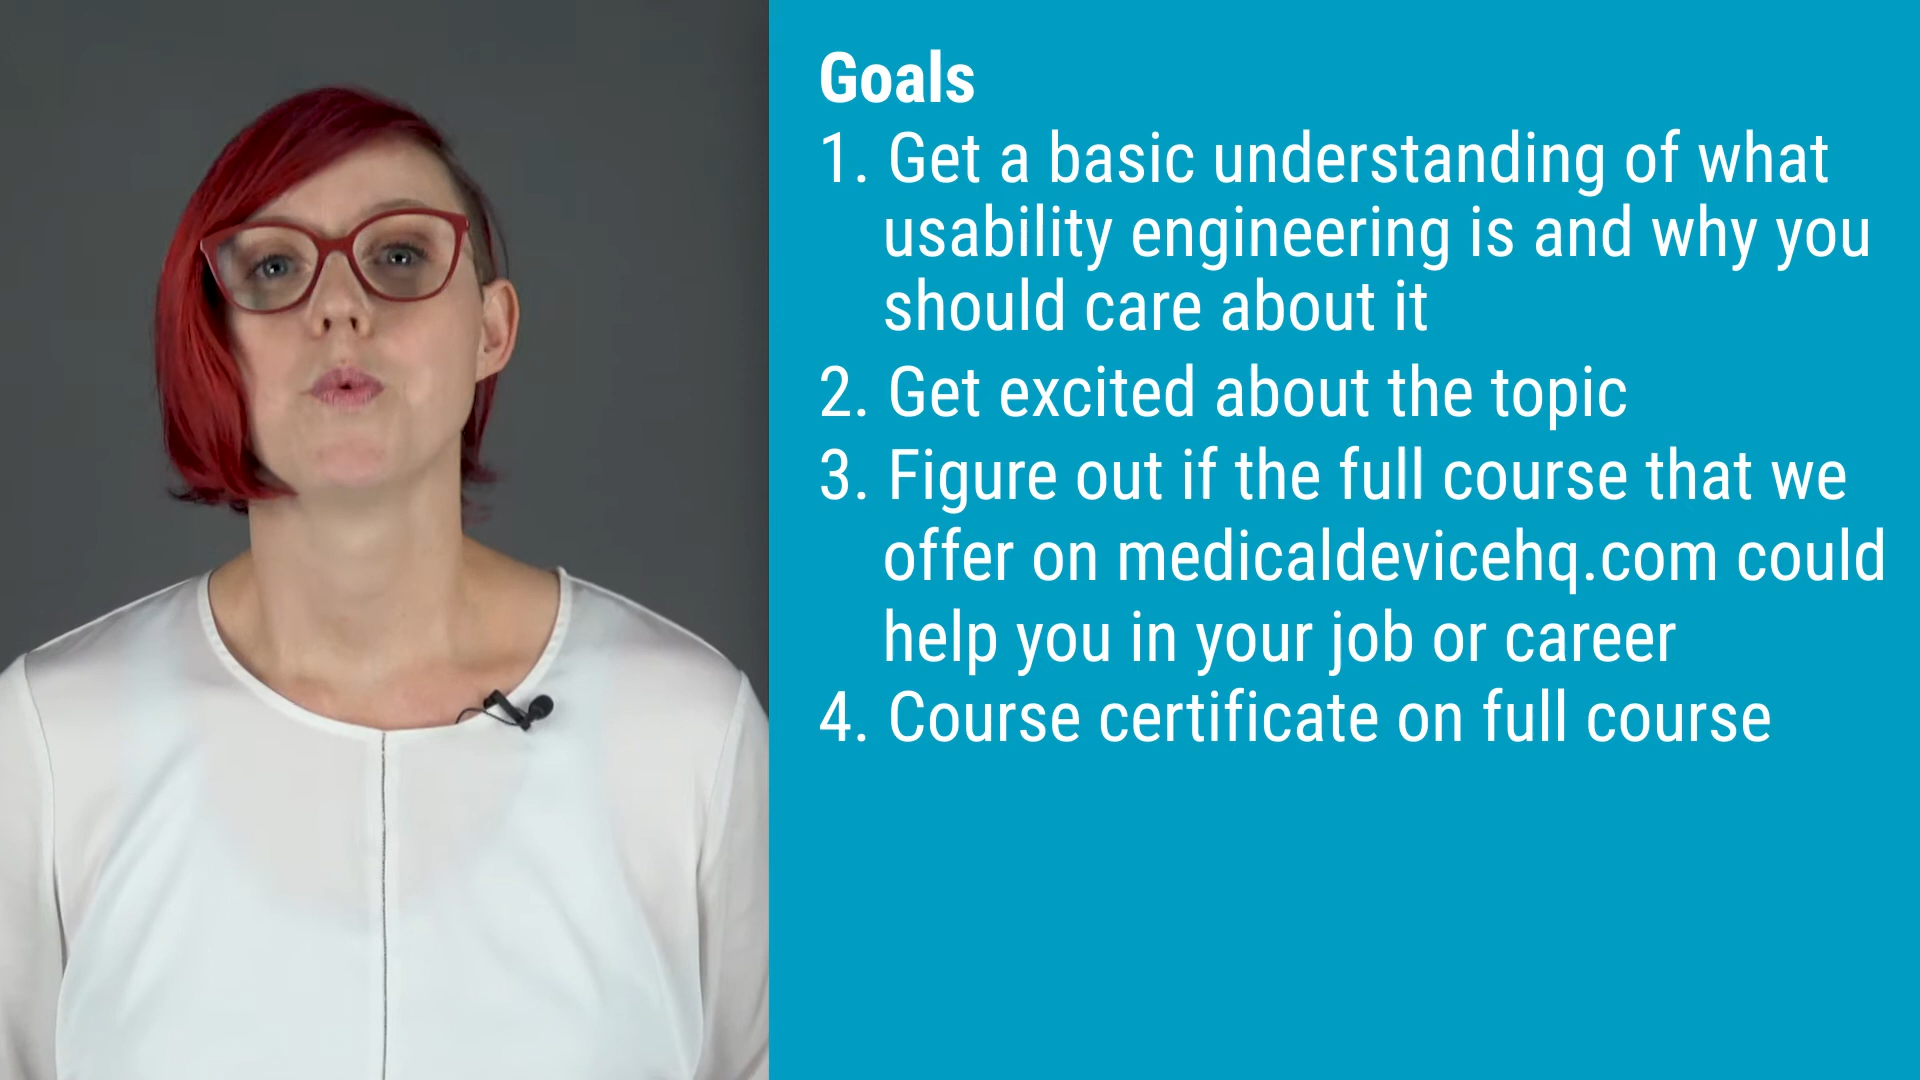 Goals
1. Get a basic understanding of what
usability engineering is and why you
should care about it
2. Get excited about the topic
3. Figure out if the full course that we
offer on medicaldevicehq.com could
help you in your job or career
4. Course certificate on full course